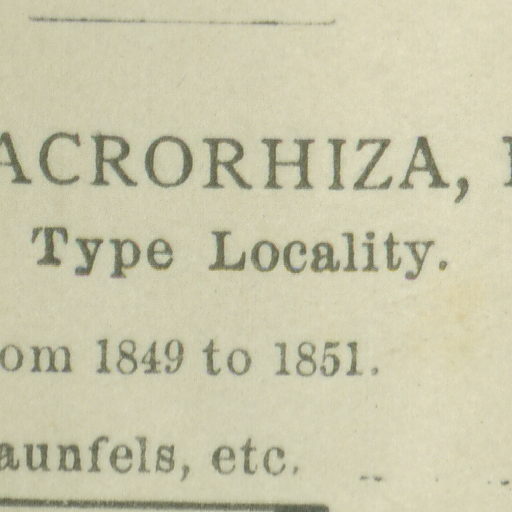 ACRORHIZA,
Type Locality.
om 1849 to 1851.
aunfels, etc.